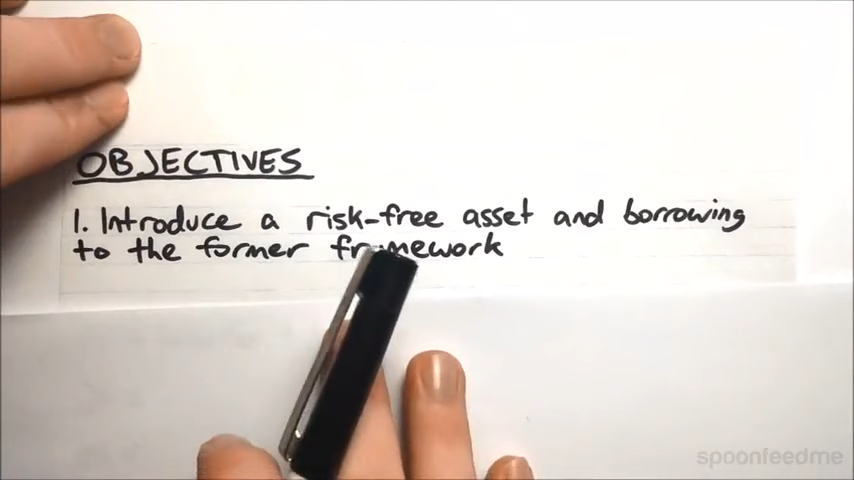 OBJECTIVES
1. Introduce a risk-free asset and borrowing
to the former framework
spoonfeedme